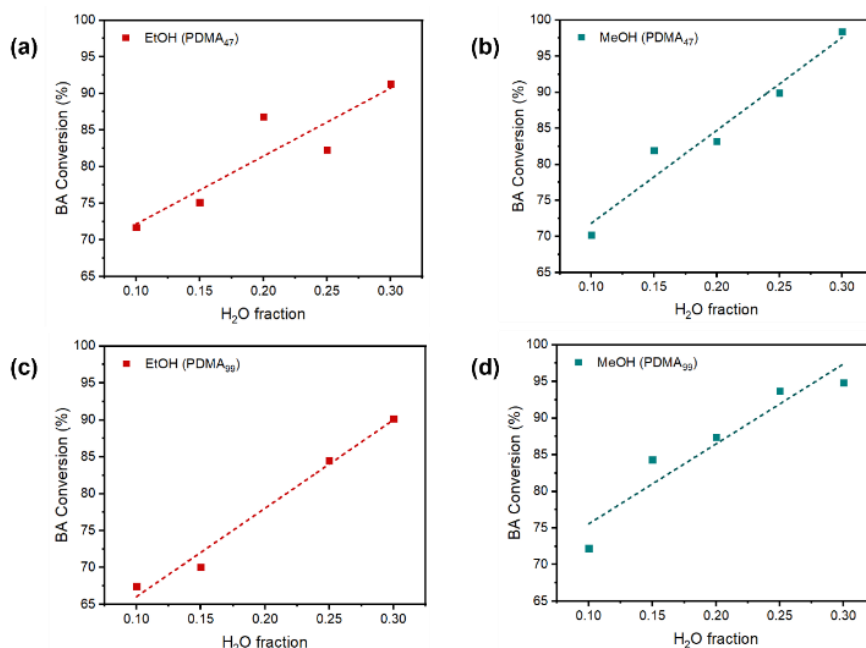 (a)
EtOH (PDMA₄₇)
BA Conversion (%)
100
95
90
85
80
75
70
65
0.10 0.15 0.20 0.25 0.30
H₂O fraction
(b)
MeOH (PDMA₄₇)
BA Conversion (%)
100
95
90
85
80
75
70
65
0.10 0.15 0.20 0.25 0.30
H₂O fraction
(c)
EtOH (PDMA₉₉)
BA Conversion (%)
100
95
90
85
80
75
70
65
0.10 0.15 0.20 0.25 0.30
H₂O fraction
(d)
MeOH (PDMA₉₉)
BA Conversion (%)
100
95
90
85
80
75
70
65
0.10 0.15 0.20 0.25 0.30
H₂O fraction